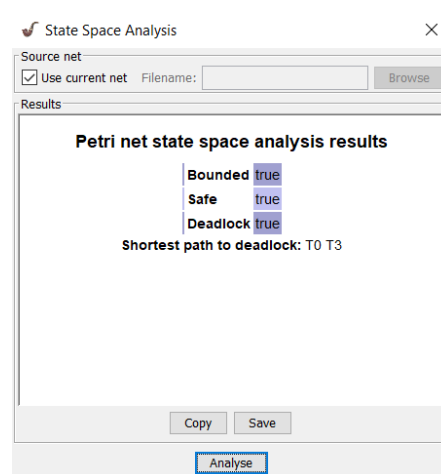 State Space Analysis
Source net
Use current net Filename: Browse
Results
Petri net state space analysis results
Bounded true
Safe true
Deadlock true
Shortest path to deadlock: T0 T3
Copy Save
Analyse